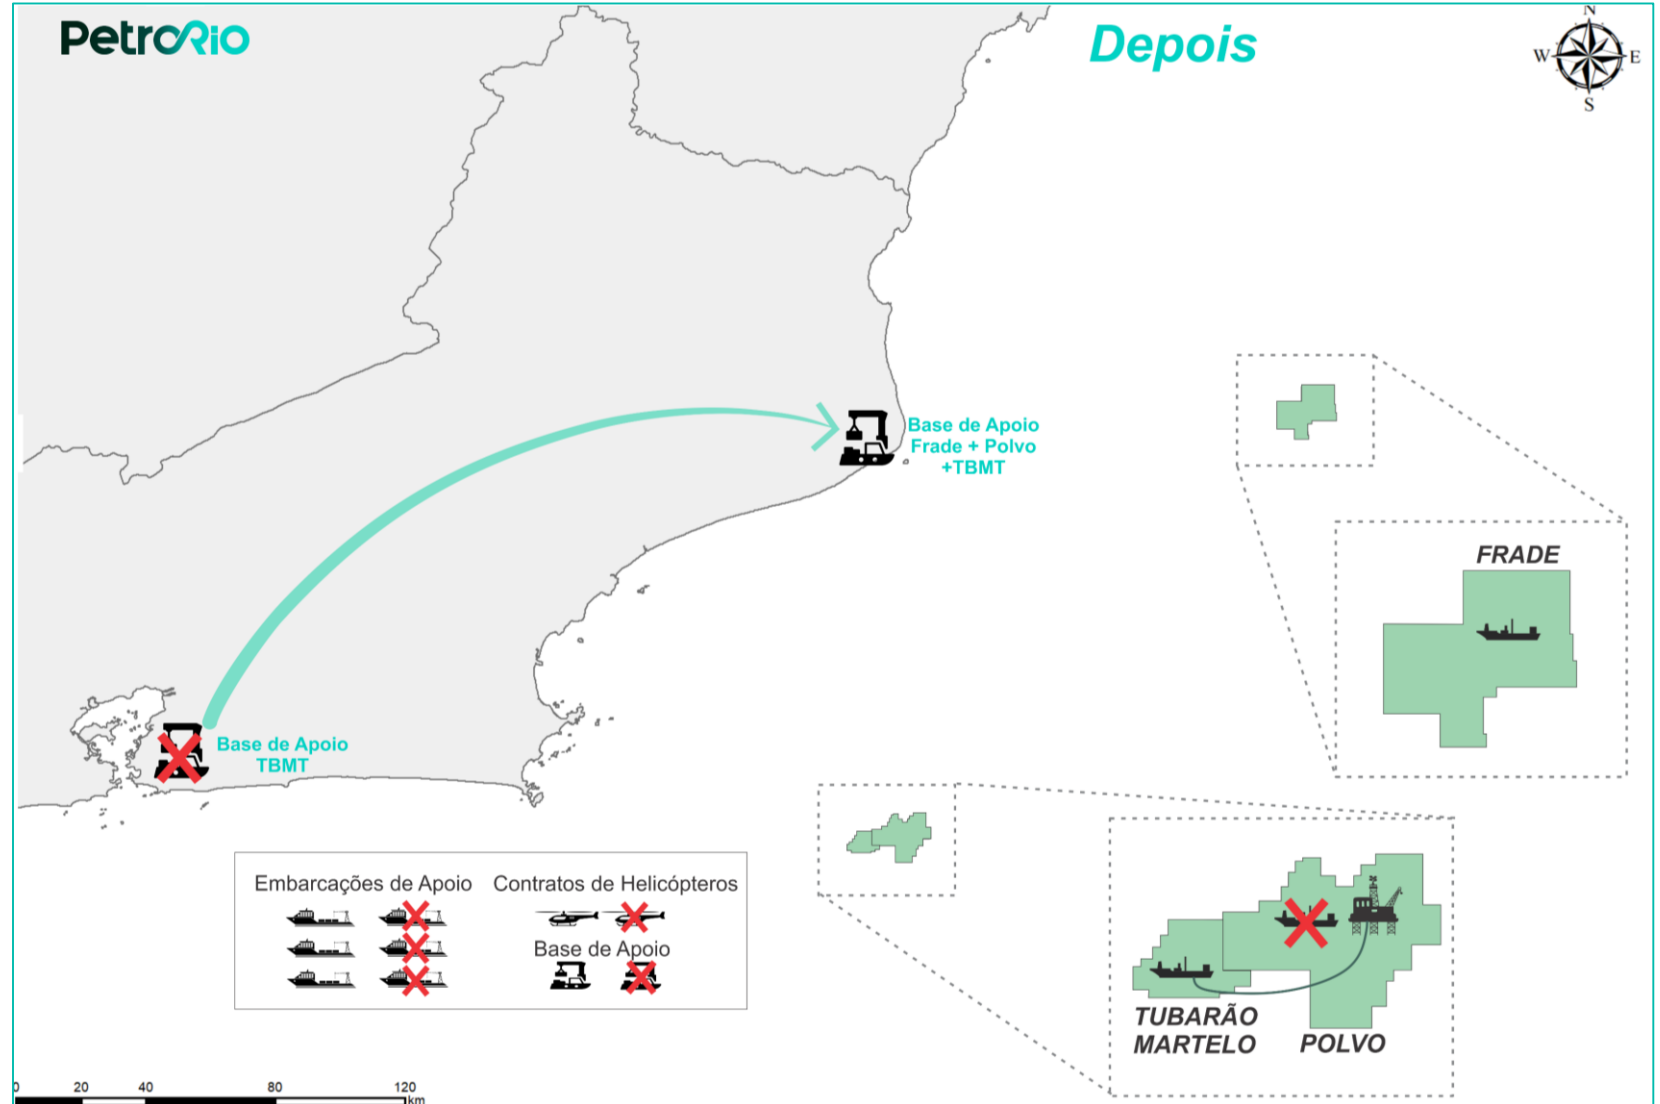 PetroRio
Depois
N
W
E
S
Base de Apoio
Frade + Polvo
+TBMT
FRADE
Base de Apoio
TBMT
Embarcações de Apoio
Contratos de Helicópteros
Base de Apoio
TUBARÃO
MARTELO
POLVO
0 20 40 80 120
km